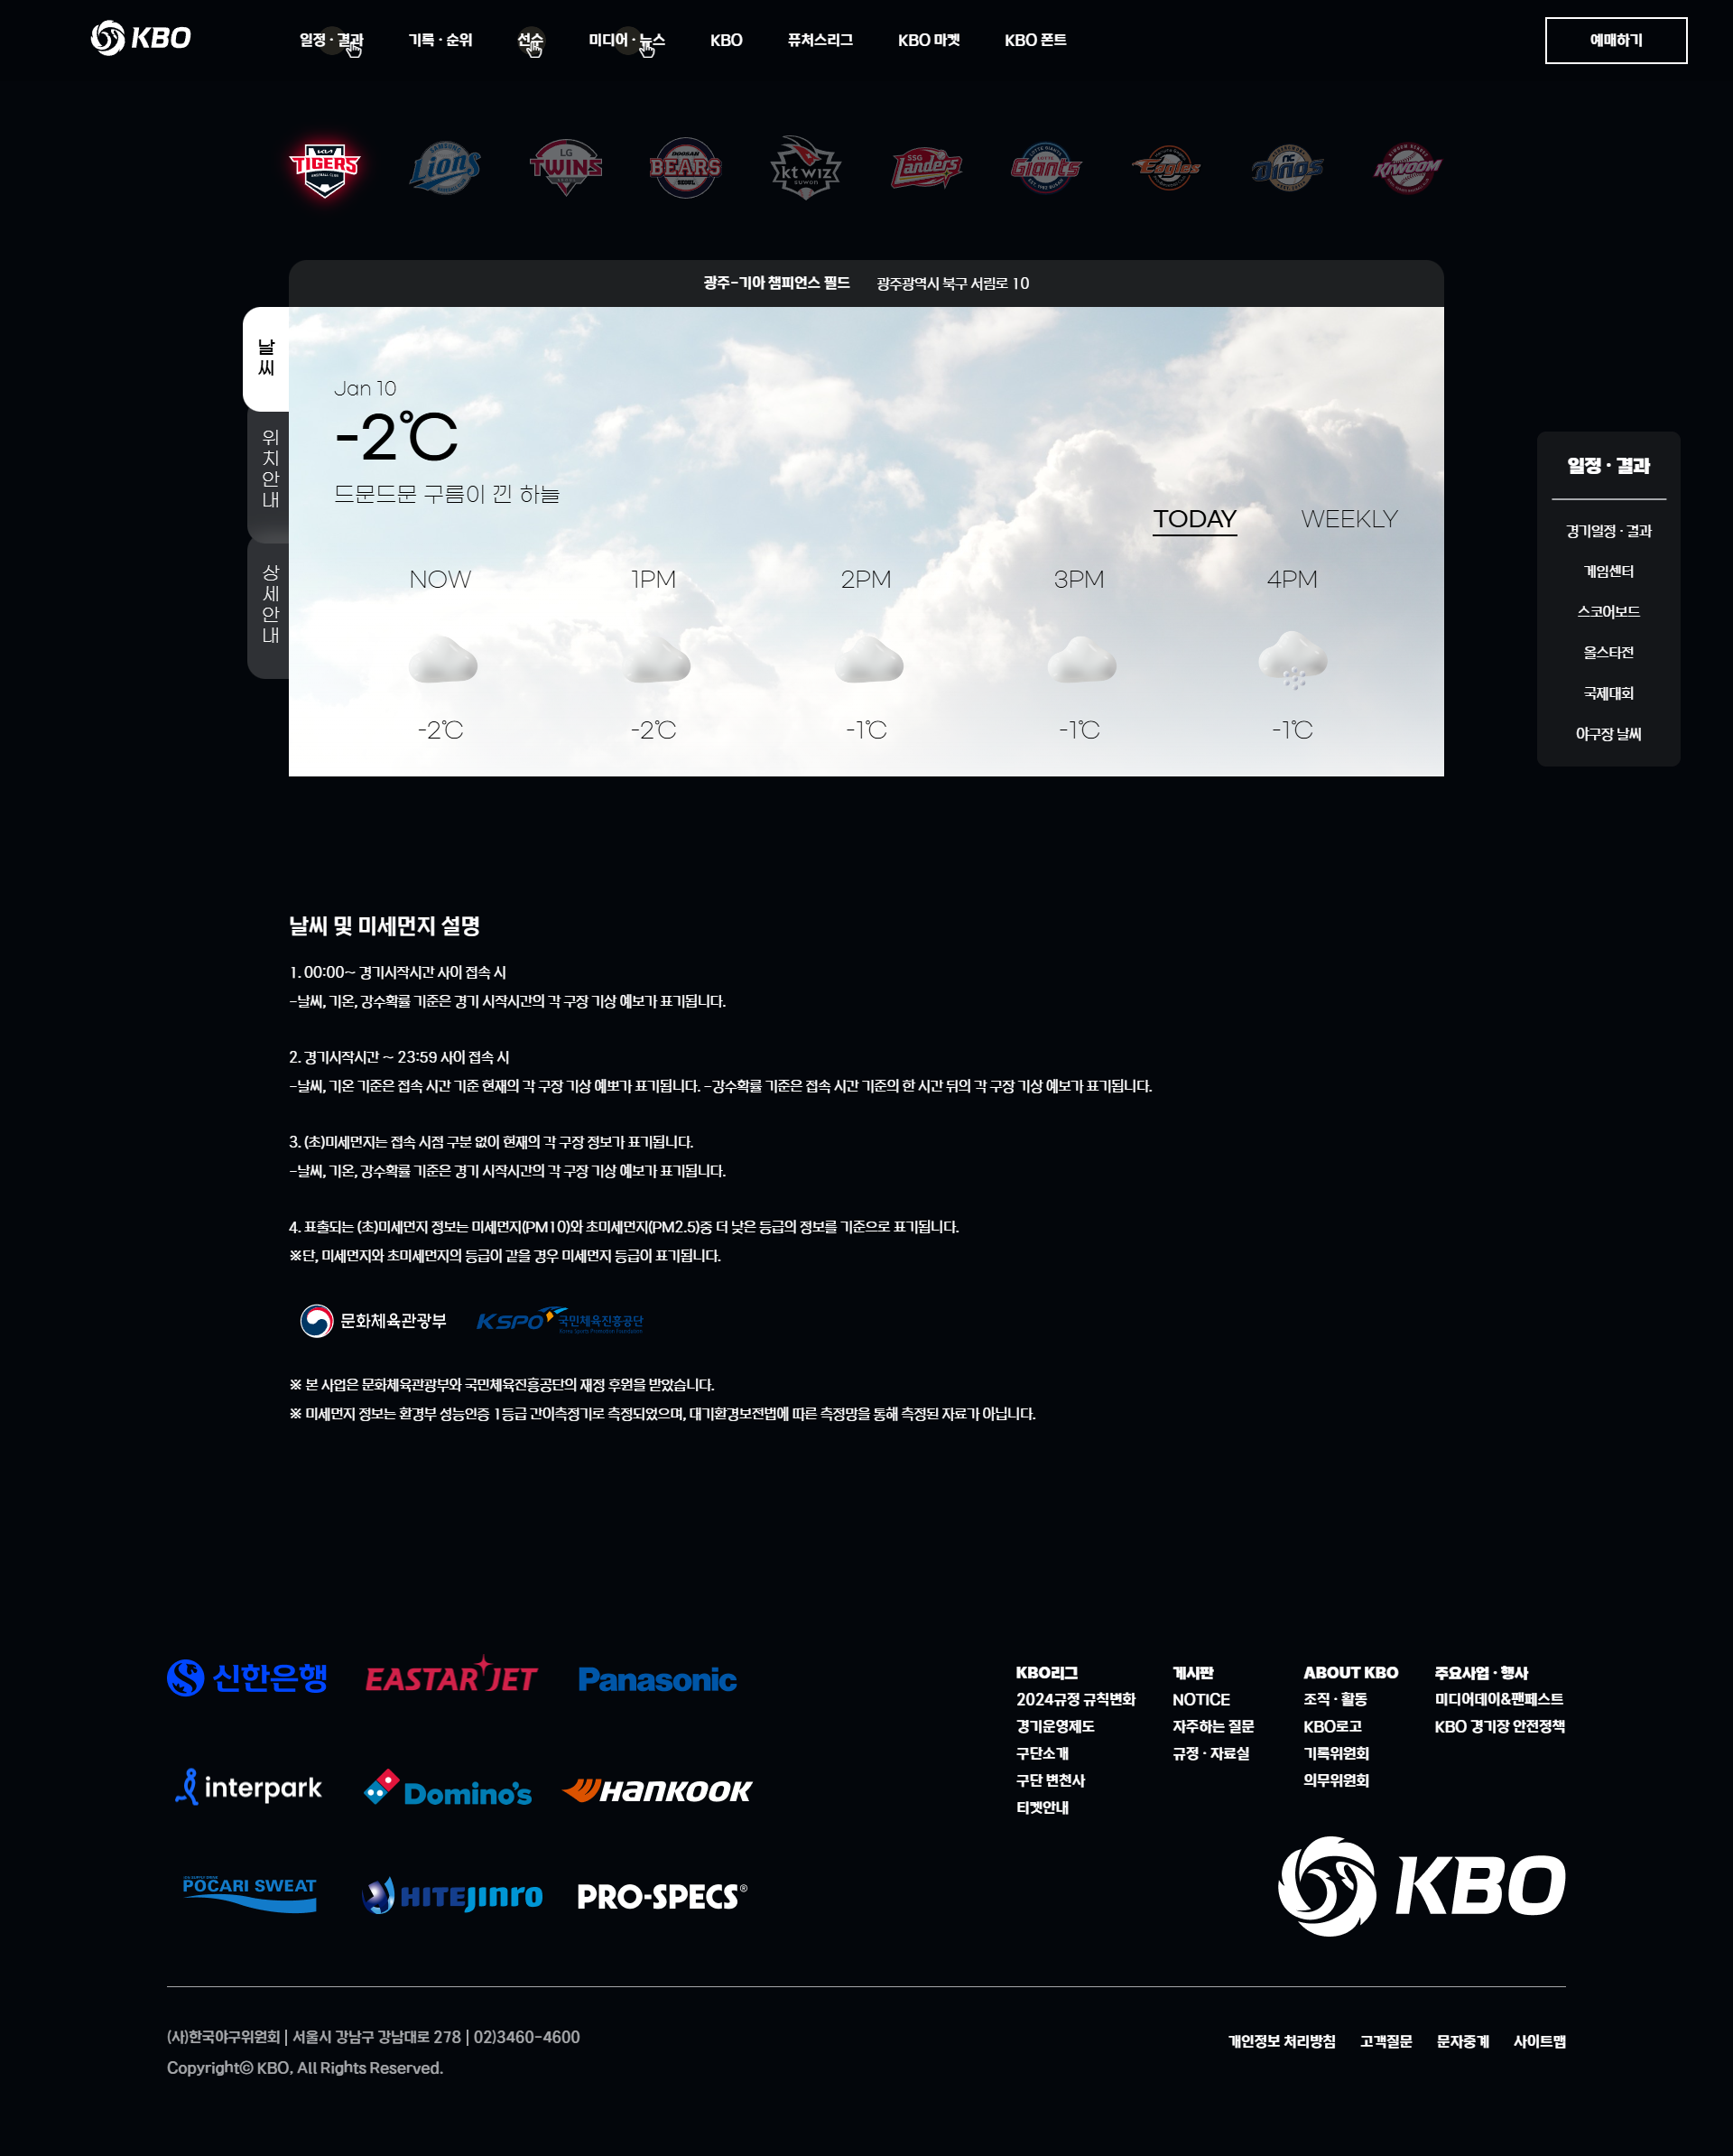 KBO
일정 · 결과
기록 · 순위
선수
미디어 · 뉴스
KBO
퓨처스리그
KBO 마켓
KBO 폰트
예매하기
KIA TIGERS
SAMSUNG Lions
LG TWINS
DOOSAN BEARS
kt wiz SUWON
SSG Landers
LOTTE GIANTS Giants
Eagles
NC Dinos
KIWOOM
광주-기아 챔피언스 필드 광주광역시 북구 서림로 10
날씨
위치안내
상세안내
Jan 10
-2℃
드문드문 구름이 낀 하늘
TODAY WEEKLY
NOW 1PM 2PM 3PM 4PM
-2℃ -2℃ -1℃ -1℃ -1℃
일정 · 결과
경기일정 · 결과
게임센터
스코어보드
올스타전
국제대회
야구장 날씨
날씨 및 미세먼지 설명
1. 00:00~ 경기시작시간 사이 접속 시
-날씨, 기온, 강수확률 기준은 경기 시작시간의 각 구장 기상 예보가 표기됩니다.
2. 경기시작시간 ~ 23:59 사이 접속 시
-날씨, 기온 기준은 접속 시간 기준 현재의 각 구장 기상 예뽀가 표기됩니다. -강수확률 기준은 접속 시간 기준의 한 시간 뒤의 각 구장 기상 예보가 표기됩니다.
3. (초)미세먼지는 접속 시점 구분 없이 현재의 각 구장 정보가 표기됩니다.
-날씨, 기온, 강수확률 기준은 경기 시작시간의 각 구장 기상 예보가 표기됩니다.
4. 표출되는 (초)미세먼지 정보는 미세먼지(PM10)와 초미세먼지(PM2.5)중 더 낮은 등급의 정보를 기준으로 표기됩니다.
※단, 미세먼지와 초미세먼지의 등급이 같을 경우 미세먼지 등급이 표기됩니다.
문화체육관광부
KSPO 국민체육진흥공단
Korea Sports Promotion Foundation
※ 본 사업은 문화체육관광부와 국민체육진흥공단의 재정 후원을 받았습니다.
※ 미세먼지 정보는 환경부 성능인증 1등급 간이측정기로 측정되었으며, 대기환경보전법에 따른 측정망을 통해 측정된 자료가 아닙니다.
신한은행
EASTAR JET
Panasonic
interpark
Domino's
HANKOOK
POCARI SWEAT
HITEJINRO
PRO-SPECS®
KBO리그
2024규정 규칙변화
경기운영제도
구단소개
구단 변천사
티켓안내
게시판
NOTICE
자주하는 질문
규정 · 자료실
ABOUT KBO
조직 · 활동
KBO로고
기록위원회
의무위원회
주요사업 · 행사
미디어데이&팬페스트
KBO 경기장 안전정책
KBO
(사)한국야구위원회 | 서울시 강남구 강남대로 278 | 02)3460-4600
Copyright© KBO, All Rights Reserved.
개인정보 처리방침
고객질문
문자중계
사이트맵